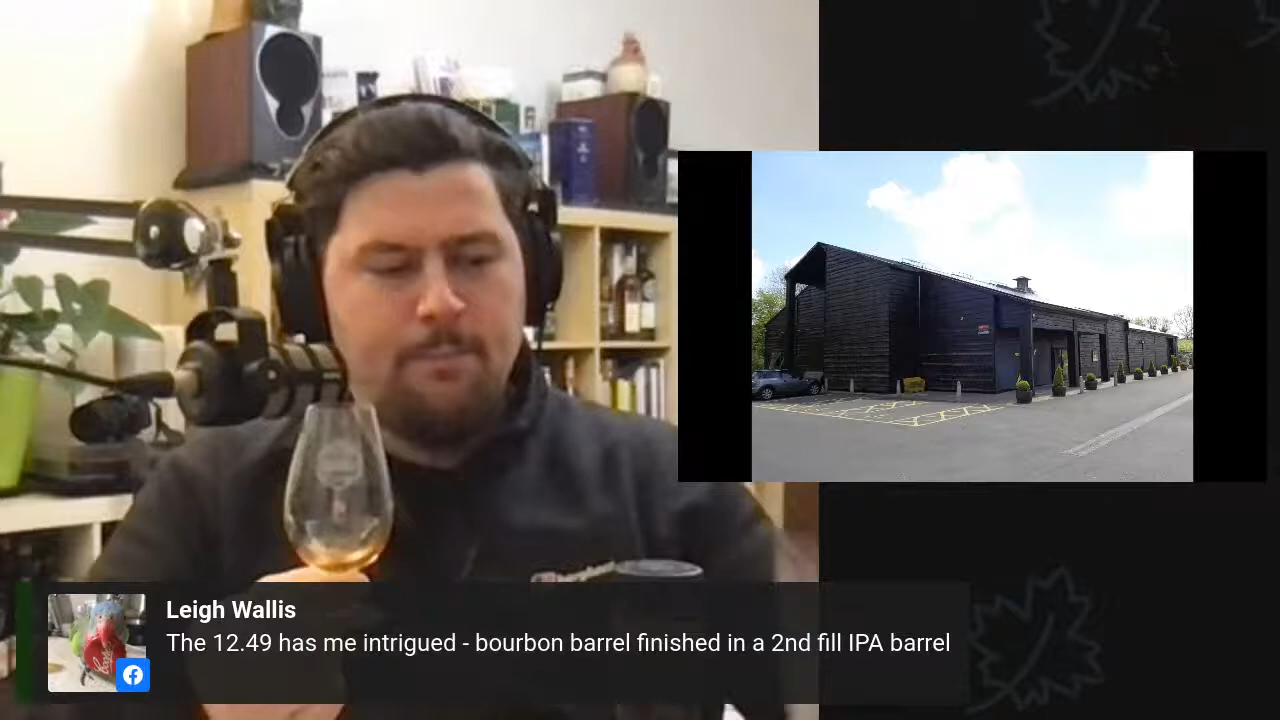 Leigh Wallis
The 12.49 has me intrigued - bourbon barrel finished in a 2nd fill IPA barrel